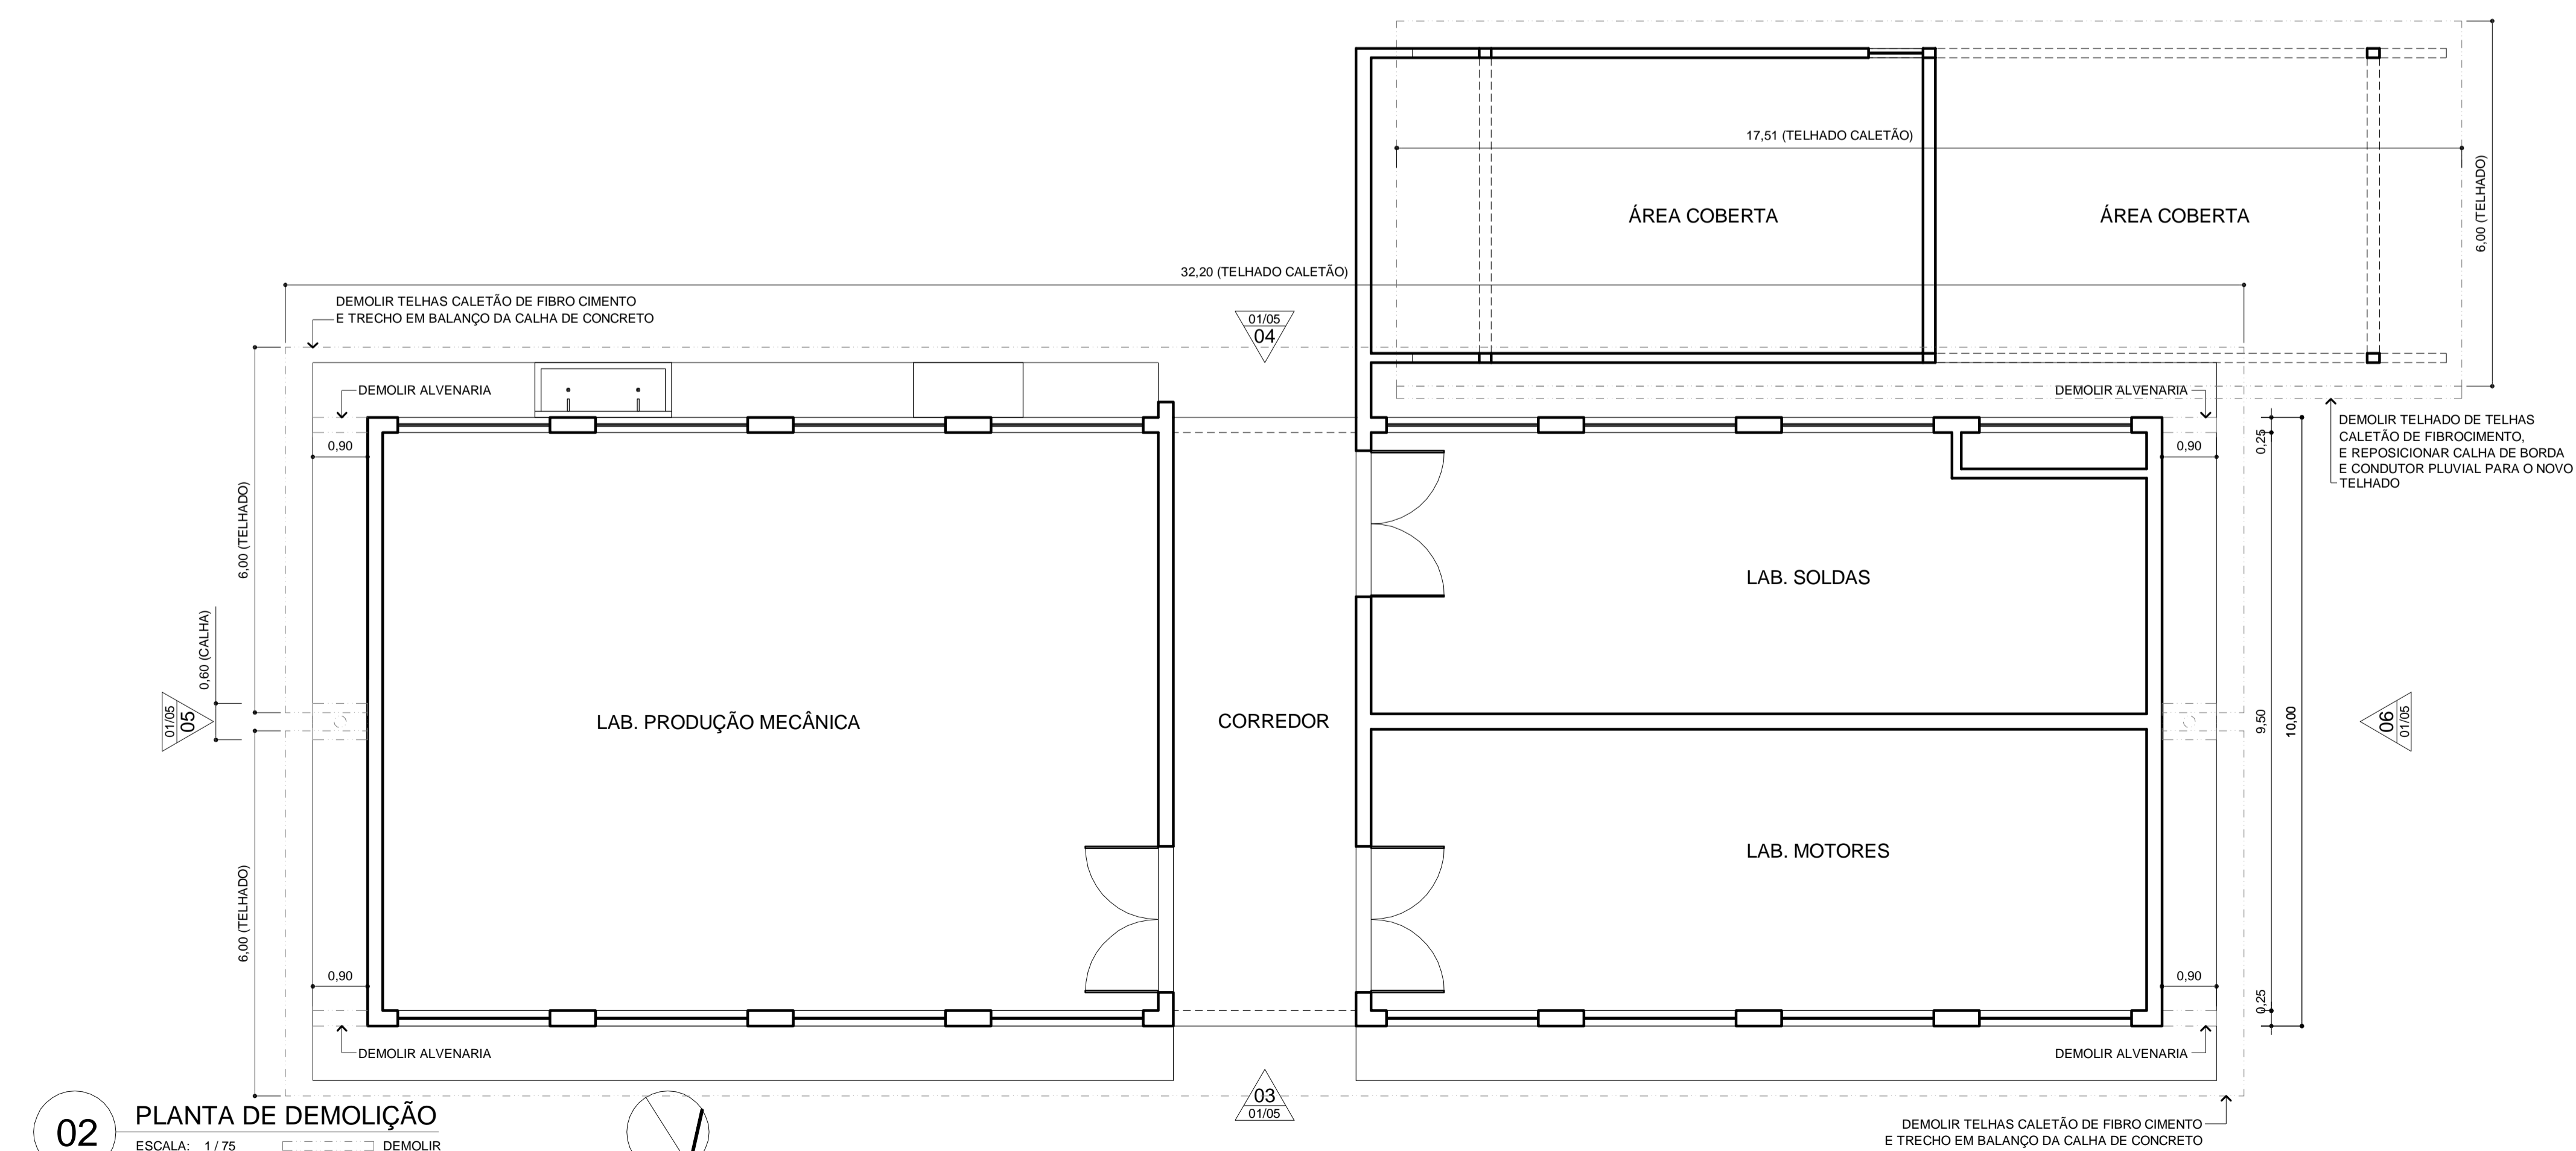 17,51 (TELHADO CALETÃO)
6,00 (TELHADO)
ÁREA COBERTA
ÁREA COBERTA
32,20 (TELHADO CALETÃO)
DEMOLIR TELHAS CALETÃO DE FIBRO CIMENTO
E TRECHO EM BALANÇO DA CALHA DE CONCRETO
01/05
04
DEMOLIR ALVENARIA
DEMOLIR ALVENARIA
DEMOLIR TELHADO DE TELHAS
CALETÃO DE FIBROCIMENTO,
E REPOSICIONAR CALHA DE BORDA
E CONDUTOR PLUVIAL PARA O NOVO
TELHADO
0,90
0,25
0,90
6,00 (TELHADO)
LAB. SOLDAS
0,60 (CALHA)
01/05
05
LAB. PRODUÇÃO MECÂNICA
CORREDOR
9,50
10,00
06
01/05
LAB. MOTORES
6,00 (TELHADO)
0,90
0,90
0,25
DEMOLIR ALVENARIA
DEMOLIR ALVENARIA
03
01/05
02
PLANTA DE DEMOLIÇÃO
ESCALA: 1 / 75
DEMOLIR
DEMOLIR TELHAS CALETÃO DE FIBRO CIMENTO
E TRECHO EM BALANÇO DA CALHA DE CONCRETO